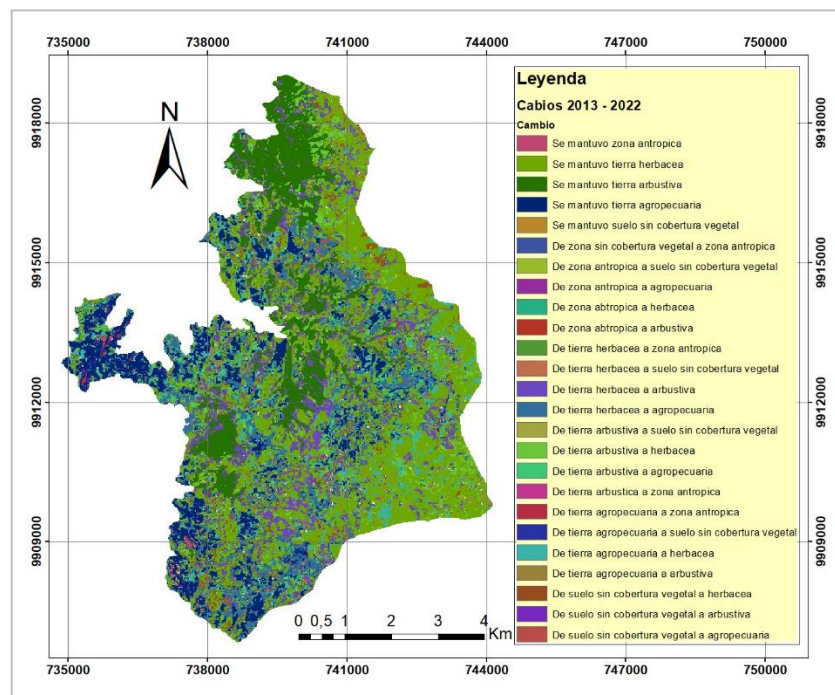 735000 738000 741000 744000 747000 750000
9918000 9918000
9915000 9915000
9912000 9912000
9909000 9909000
N
Leyenda
Cabios 2013 - 2022
Cambio
Se mantuvo zona antropica
Se mantuvo tierra herbacea
Se mantuvo tierra arbustiva
Se mantuvo tierra agropecuaria
Se mantuvo suelo sin cobertura vegetal
De zona sin cobertura vegetal a zona antropica
De zona antropica a suelo sin cobertura vegetal
De zona antropica a agropecuaria
De zona abtropica a herbacea
De zona abtropica a arbustiva
De tierra herbacea a zona antropica
De tierra herbacea a suelo sin cobertura vegetal
De tierra herbacea a arbustiva
De tierra herbacea a agropecuaria
De tierra arbustiva a suelo sin cobertura vegetal
De tierra arbustiva a herbacea
De tierra arbustiva a agropecuaria
De tierra arbustica a zona antropica
De tierra agropecuaria a zona antropica
De tierra agropecuaria a suelo sin cobertura vegetal
De tierra agropecuaria a herbacea
De tierra agropecuaria a arbustiva
De suelo sin cobertura vegetal a herbacea
De suelo sin cobertura vegetal a arbustiva
De suelo sin cobertura vegetal a agropecuaria
0 0,5 1 2 3 4
Km
735000 738000 741000 744000 747000 750000